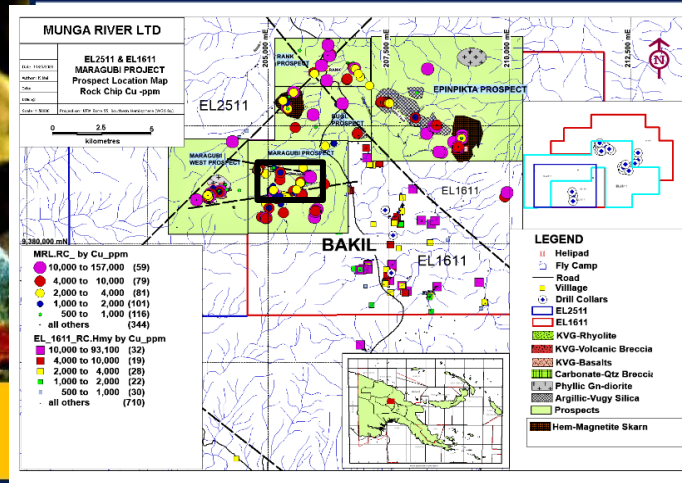 MUNGA RIVER LTD
EL2511 & EL1611
MARAGUBI PROJECT
Prospect Location Map
Rock Chip Cu -ppm
0 2.5 5
kilometres
205,000 mE
207,500 mE
210,000 mE
212,500 mE
N
RANK
PROSPECT
EL2511
EPINPIKTA PROSPECT
PROSPECT
MARAGUBI
WEST PROSPECT
MARAGUBI PROSPECT
EL1611
BAKIL
EL1611
9,380,000 mN
MRL.RC_ by Cu_ppm
10,000 to 157,000 (59)
4,000 to 10,000 (79)
2,000 to 4,000 (81)
1,000 to 2,000 (101)
500 to 1,000 (116)
all others (344)
EL_1611_RC.Hmy by Cu_ppm
10,000 to 93,100 (32)
4,000 to 10,000 (19)
2,000 to 4,000 (28)
1,000 to 2,000 (22)
500 to 1,000 (30)
all others (710)
LEGEND
Helipad
Fly Camp
Road
Villlage
Drill Collars
EL2511
EL1611
KVG-Rhyolite
KVG-Volcanic Breccia
KVG-Basalts
Carbonate-Qtz Breccia
Phyllic Gn-diorite
Argillic-Vugy Silica
Prospects
Hem-Magnetite Skarn